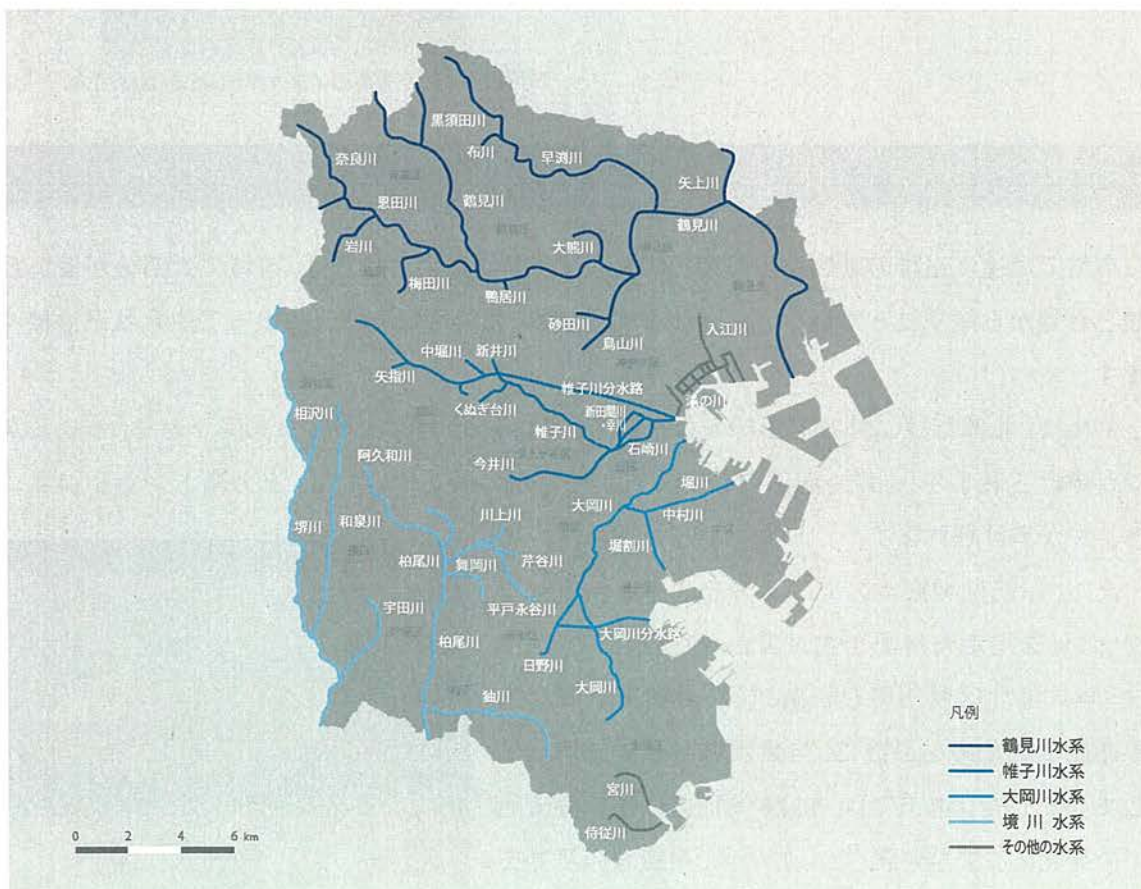 黒須田川
布川
早渕川
奈良川
恩田川
鶴見川
矢上川
鶴見川
岩川
梅田川
大熊川
鴨居川
砂田川
鳥山川
入江川
中堀川
新井川
矢指川
くぬぎ台川
帷子川分水路
滝の川
新田間川
・幸川
帷子川
石崎川
今井川
相沢川
阿久和川
和泉川
堺川
川上川
大岡川
堀川
中村川
堀割川
柏尾川
舞岡川
芹谷川
宇田川
平戸永谷川
柏尾川
大岡川分水路
日野川
大岡川
㹨川
宮川
侍従川
凡例
鶴見川水系
帷子川水系
大岡川水系
境川 水系
その他の水系
0 2 4 6 km